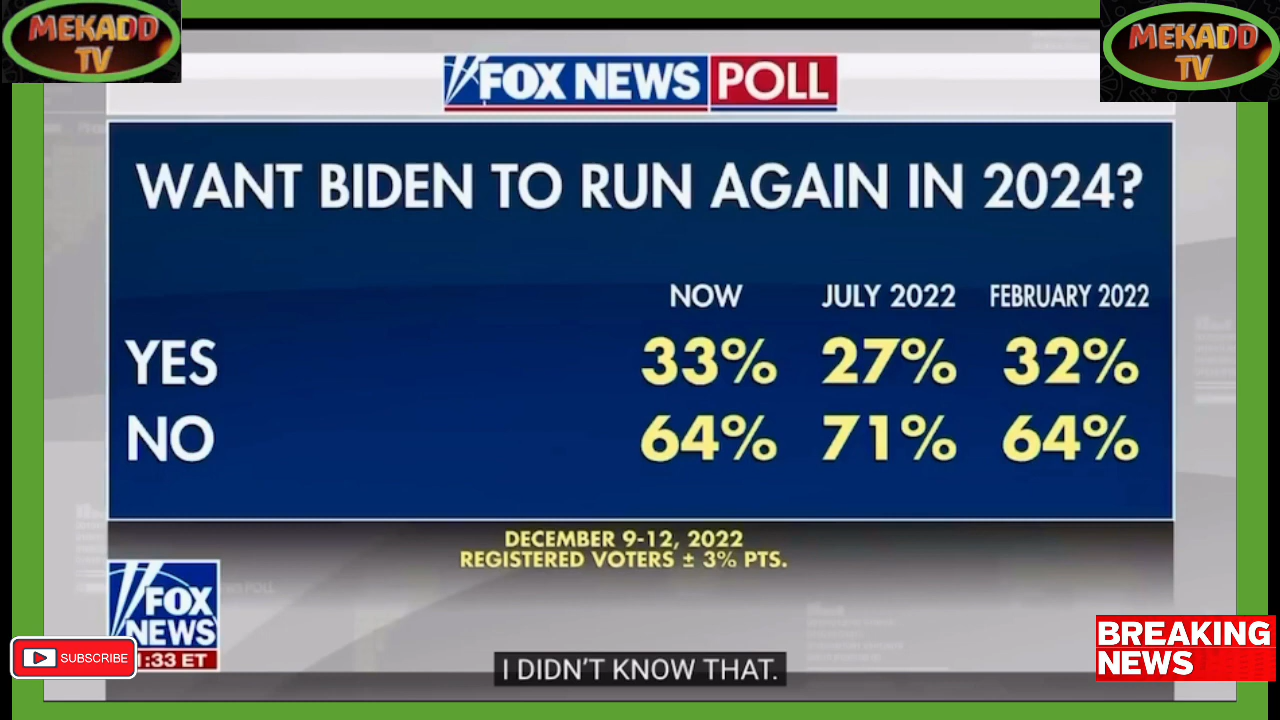 MEKADD
TV
MEKADD
TV
FOX NEWS POLL
WANT BIDEN TO RUN AGAIN IN 2024?
NOW JULY 2022 FEBRUARY 2022
YES 33% 27% 32%
NO 64% 71% 64%
DECEMBER 9-12, 2022
REGISTERED VOTERS ± 3% PTS.
FOX
NEWS
SUBSCRIBE
1:33 ET
BREAKING
NEWS
I DIDN'T KNOW THAT.